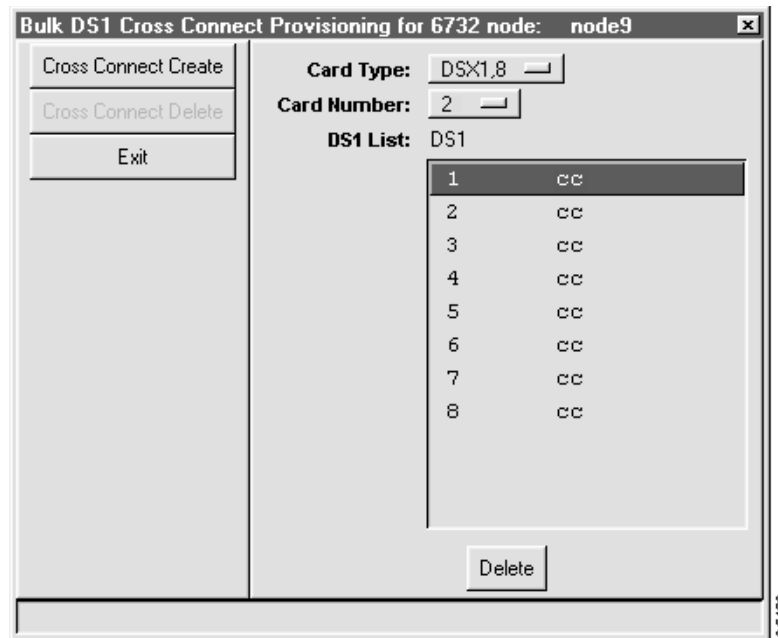 Bulk DS1 Cross Connect Provisioning for 6732 node: node9
Cross Connect Create
Cross Connect Delete
Exit
Card Type: DSX1,8
Card Number: 2
DS1 List: DS1
1 cc
2 cc
3 cc
4 cc
5 cc
6 cc
7 cc
8 cc
Delete